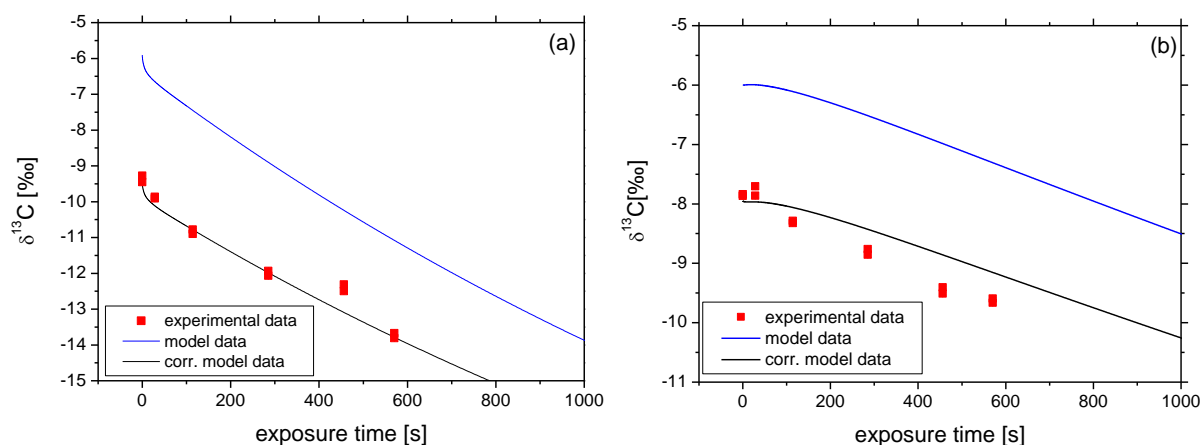 (a)
-5
-6
-7
-8
-9
-10
-11
-12
-13
-14
-15
δ¹³C [‰]
experimental data
model data
corr. model data
0 200 400 600 800 1000
exposure time [s]
(b)
-5
-6
-7
-8
-9
-10
-11
δ¹³C[‰]
experimental data
model data
corr. model data
0 200 400 600 800 1000
exposure time [s]